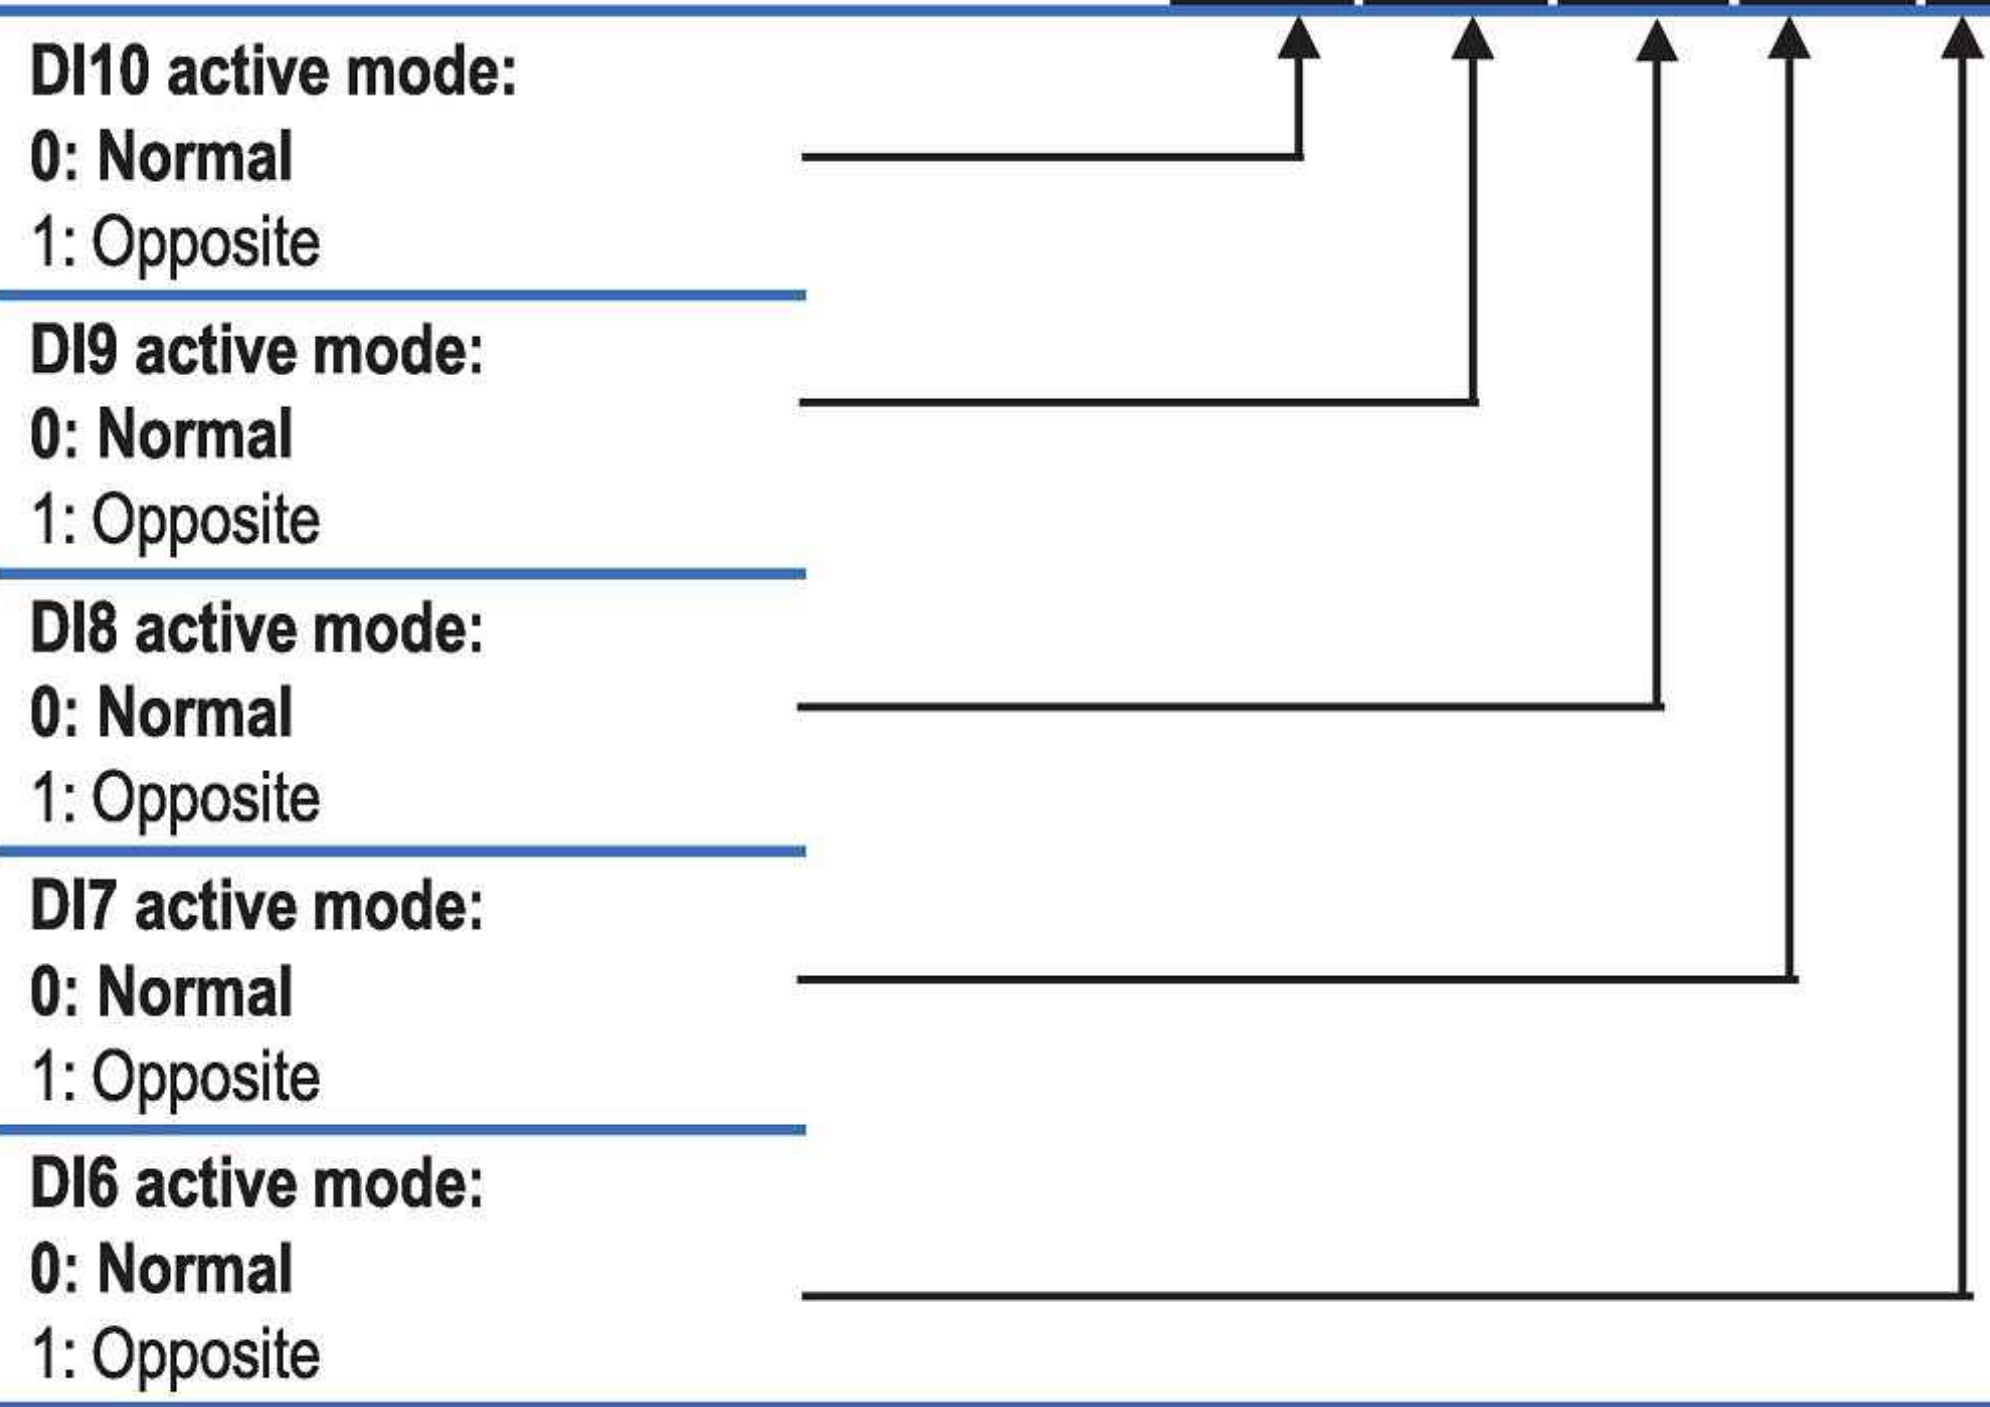 DI10 active mode:
0: Normal
1: Opposite
DI9 active mode:
0: Normal
1: Opposite
DI8 active mode:
0: Normal
1: Opposite
DI7 active mode:
0: Normal
1: Opposite
DI6 active mode:
0: Normal
1: Opposite